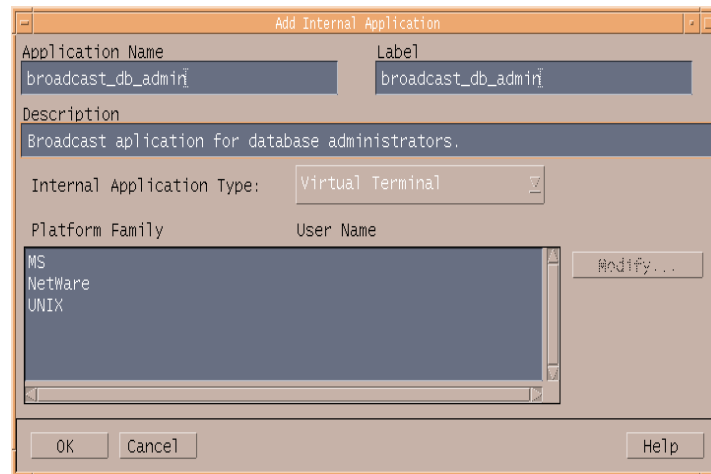 Add Internal Application
Application Name Label
broadcast_db_admin broadcast_db_admin
Description
Broadcast aplication for database administrators.
Internal Application Type: Virtual Terminal
Platform Family User Name
MS
NetWare
UNIX
Modify...
OK Cancel Help